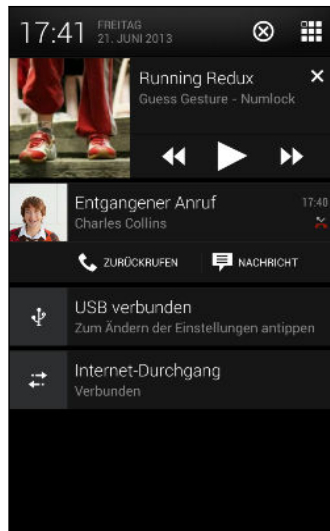 17:41 FREITAG
21. JUNI 2013
Running Redux
Guess Gesture - Numlock
Entgangener Anruf 17:40
Charles Collins
ZURÜCKRUFEN NACHRICHT
USB verbunden
Zum Ändern der Einstellungen antippen
Internet-Durchgang
Verbunden